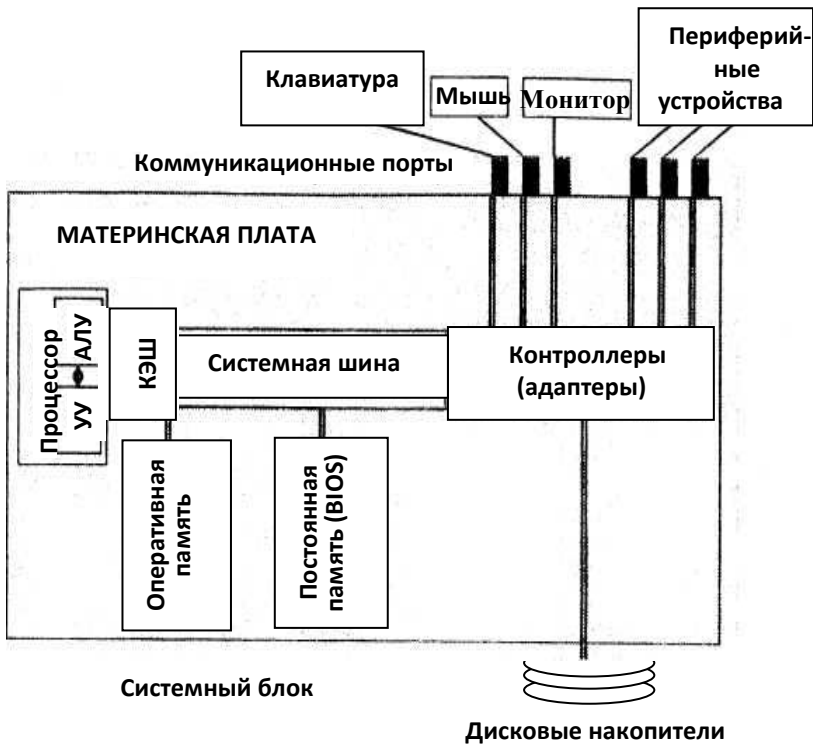 Периферий-
ные
устройства
Клавиатура
Мышь
Монитор
Коммуникационные порты
МАТЕРИНСКАЯ ПЛАТА
Процессор
АЛУ
УУ
КЭШ
Системная шина
Контроллеры
(адаптеры)
Оперативная
память
Постоянная
память (BIOS)
Системный блок
Дисковые накопители